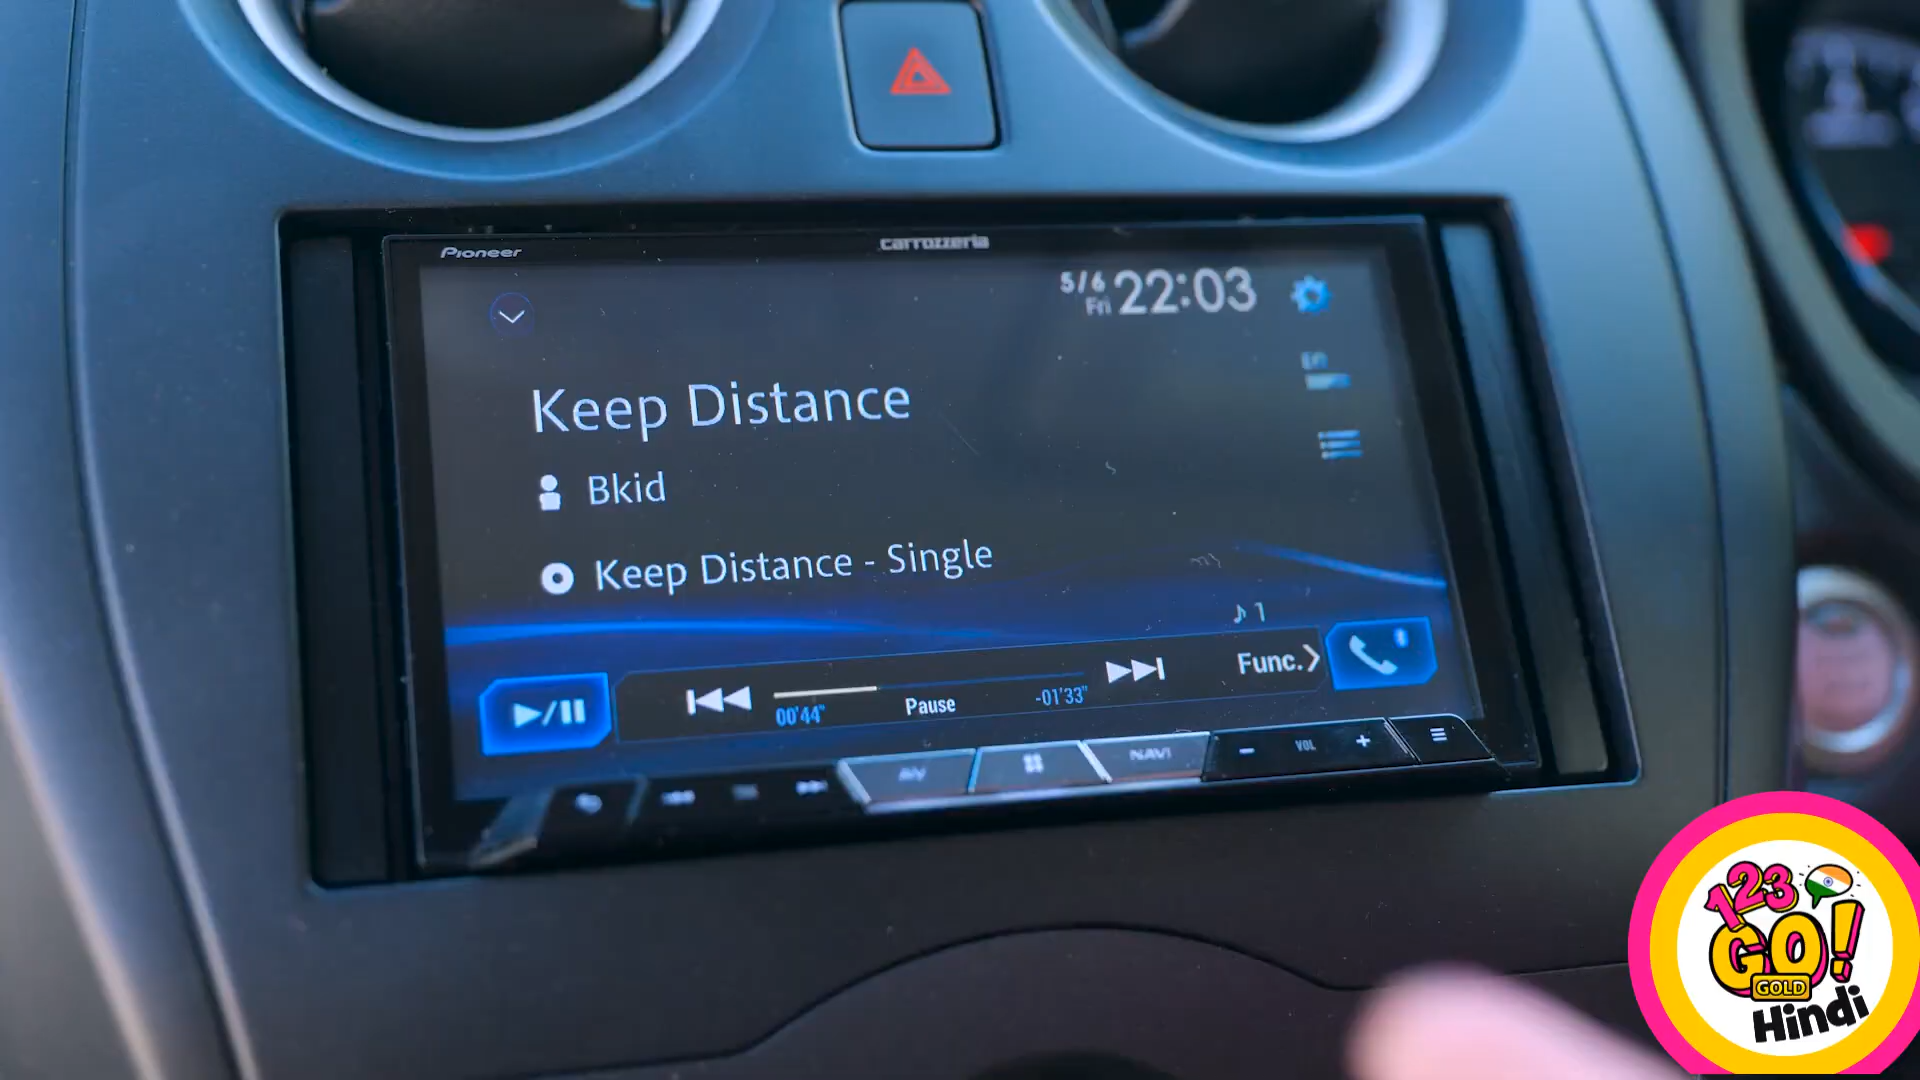 Pioneer
carrozzeria
5/6
Fri
22:03
Keep Distance
Bkid
Keep Distance - Single
♪ 1
00'44"
Pause
-01'33"
Func.
AV
NAVI
VOL
123
GO!
GOLD
Hindi